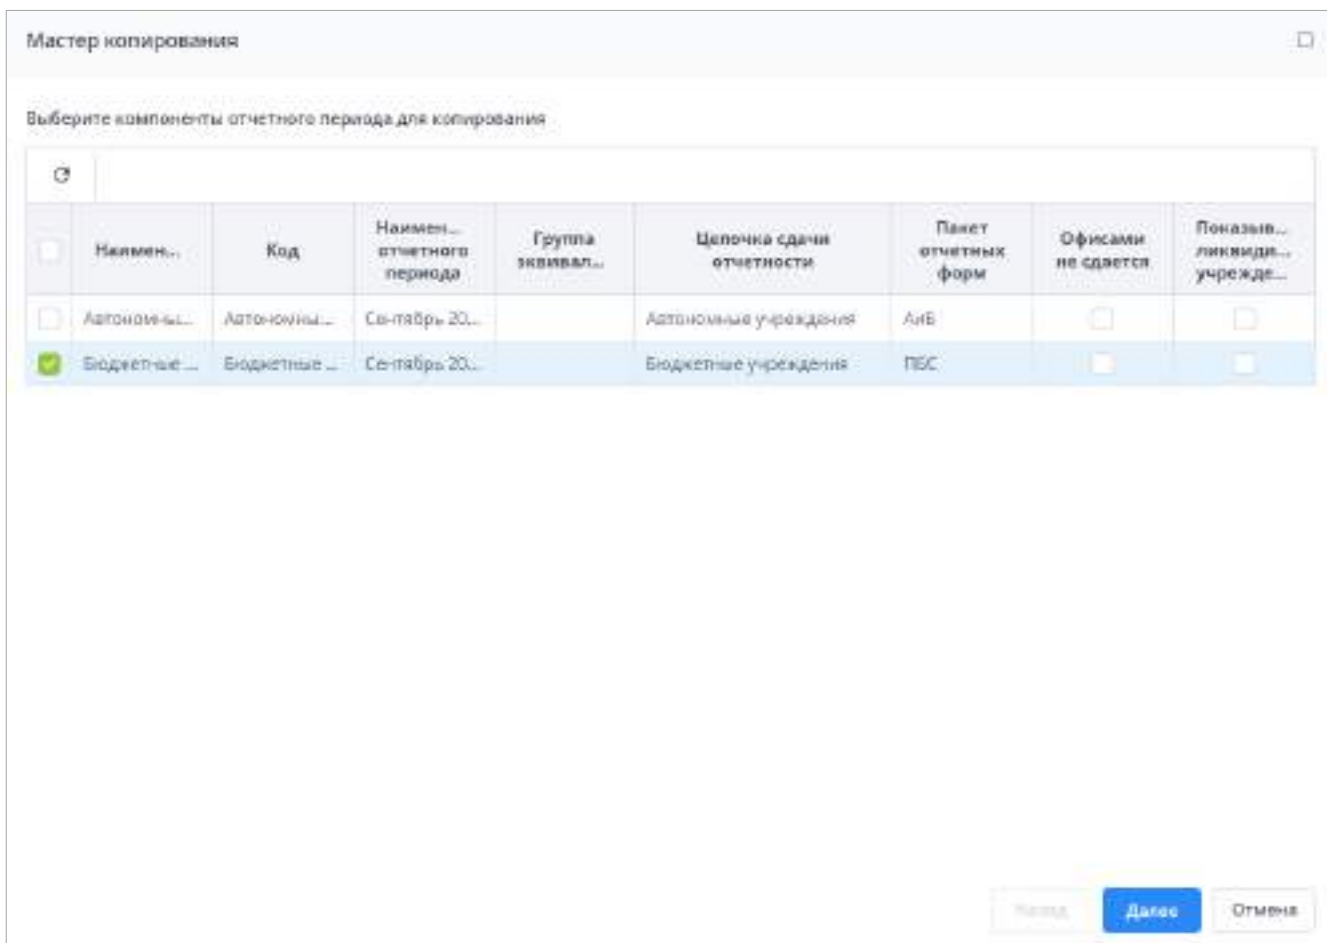 Мастер копирования
Выберите компоненты отчетного периода для копирования
Наимен...
Код
Наимен...
отчетного
периода
Группа
эквивал...
Цепочка сдачи
отчетности
Пакет
отчетных
форм
Офисами
не сдается
Показыв...
ликвиди...
учрежде...
Автономны... Автономны... Сентябрь 20... Автономные учреждения АиБ
Бюджетные ... Бюджетные ... Сентябрь 20... Бюджетные учреждения ПБС
Назад Далее Отмена